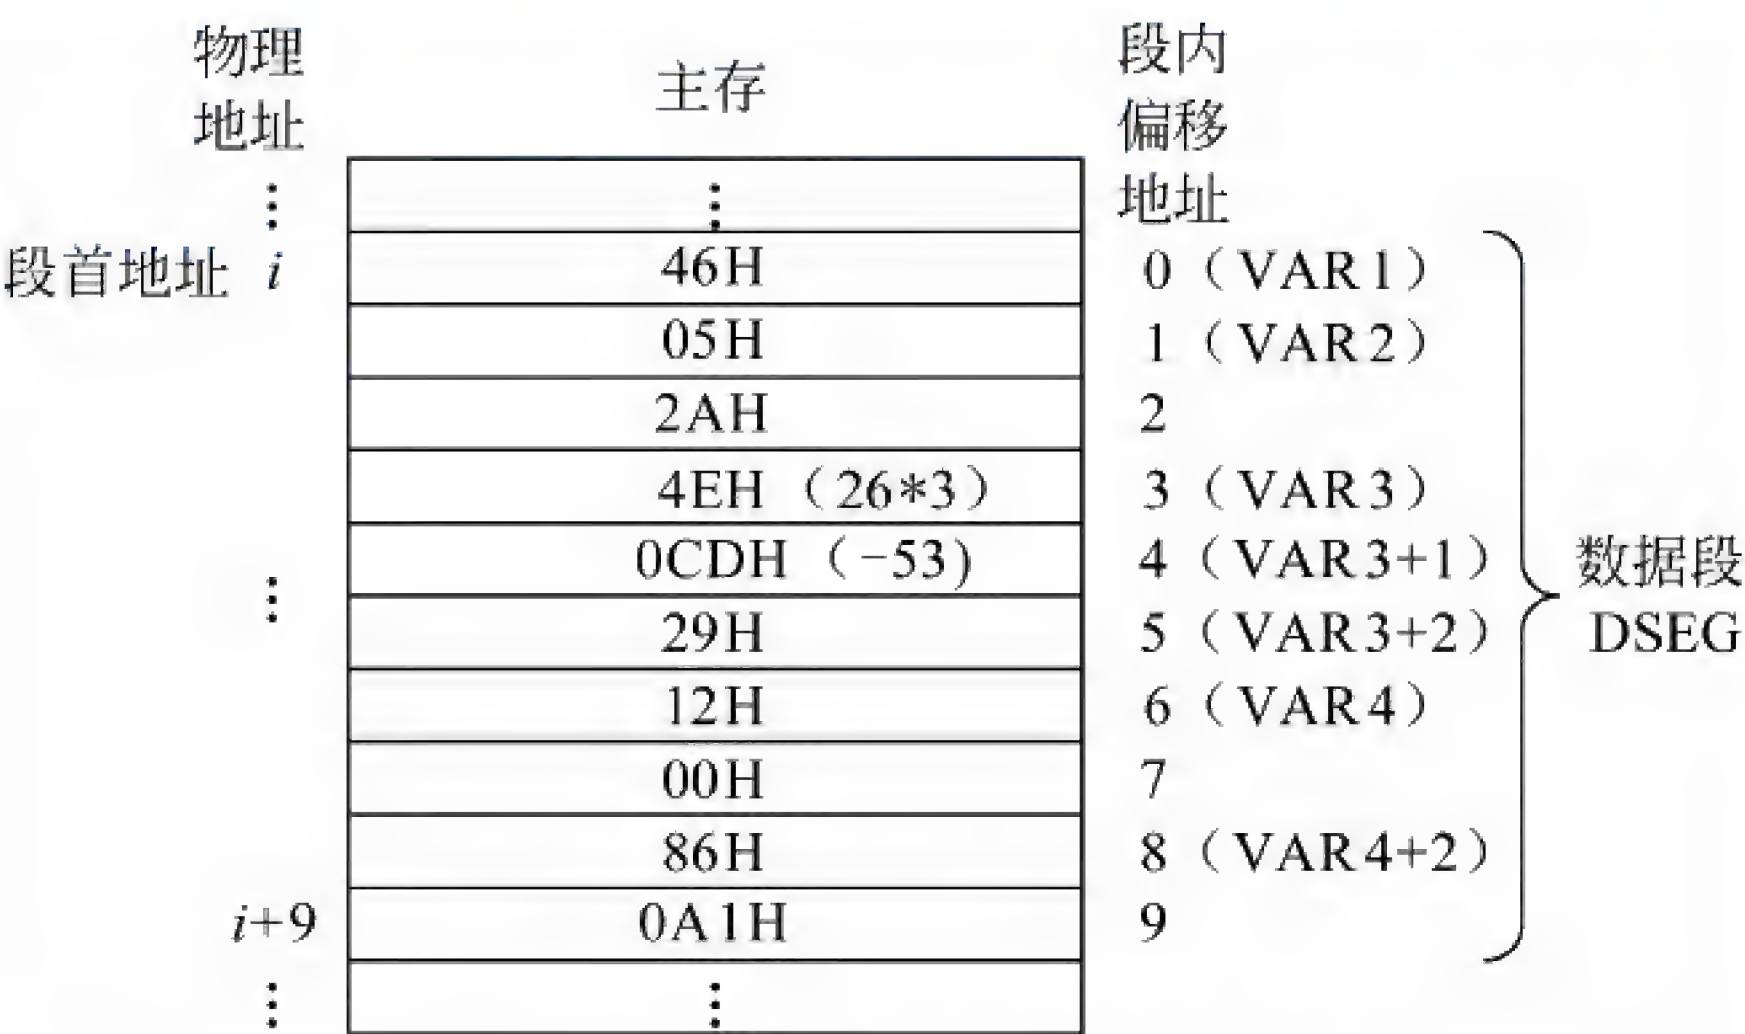 物理
地址
主存
段内
偏移
地址
⋮ ⋮
段首地址 i 46H 0（VAR1）
05H 1（VAR2）
2AH 2
4EH（26*3） 3（VAR3）
0CDH（-53) 4（VAR3+1）
⋮ 29H 5（VAR3+2）
数据段
DSEG
12H 6（VAR4）
00H 7
86H 8（VAR4+2）
i+9 0A1H 9
⋮ ⋮